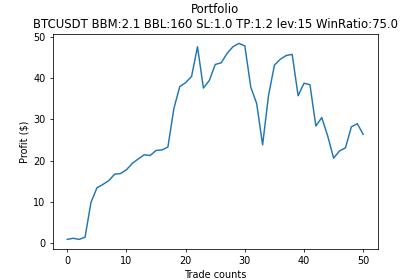 Portfolio
BTCUSDT BBM:2.1 BBL:160 SL:1.0 TP:1.2 lev:15 WinRatio:75.0
50
40
30
20
10
0
Profit ($)
0 10 20 30 40 50
Trade counts